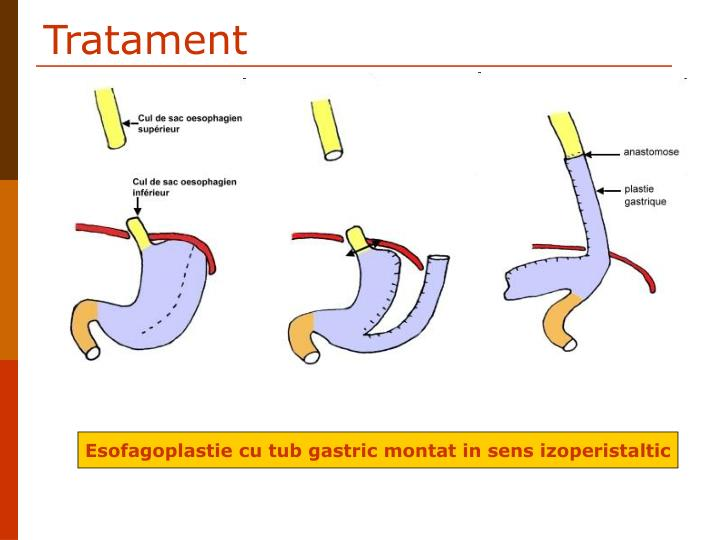 Tratament
Cul de sac oesophagien
supérieur
Cul de sac oesophagien
inférieur
anastomose
plastie
gastrique
Esofagoplastie cu tub gastric montat in sens izoperistaltic